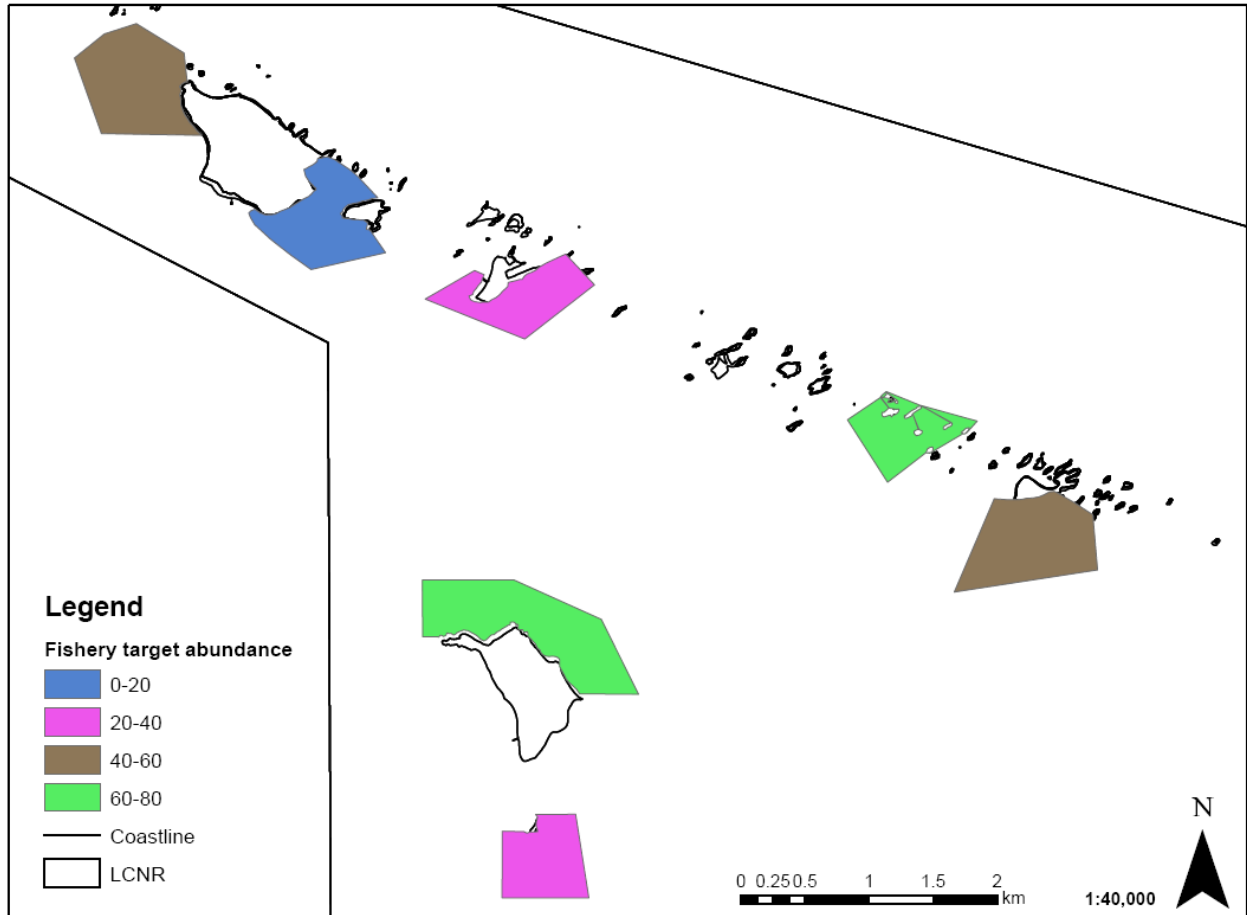 Legend
Fishery target abundance
0-20
20-40
40-60
60-80
Coastline
LCNR
N
0 0.25 0.5 1 1.5 2
km
1:40,000